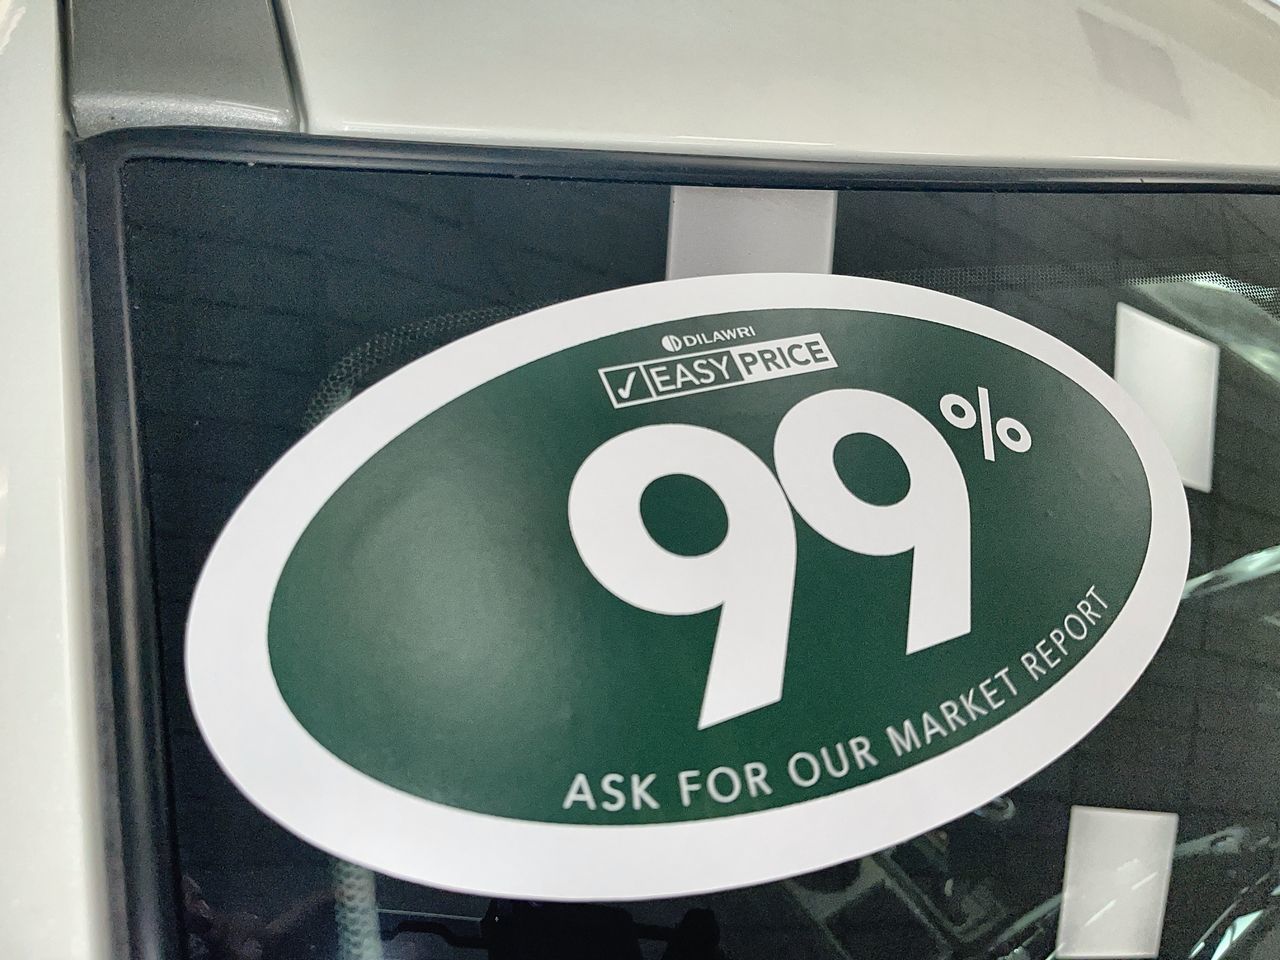 DILAWRI
✓ EASY PRICE
99%
ASK FOR OUR MARKET REPORT